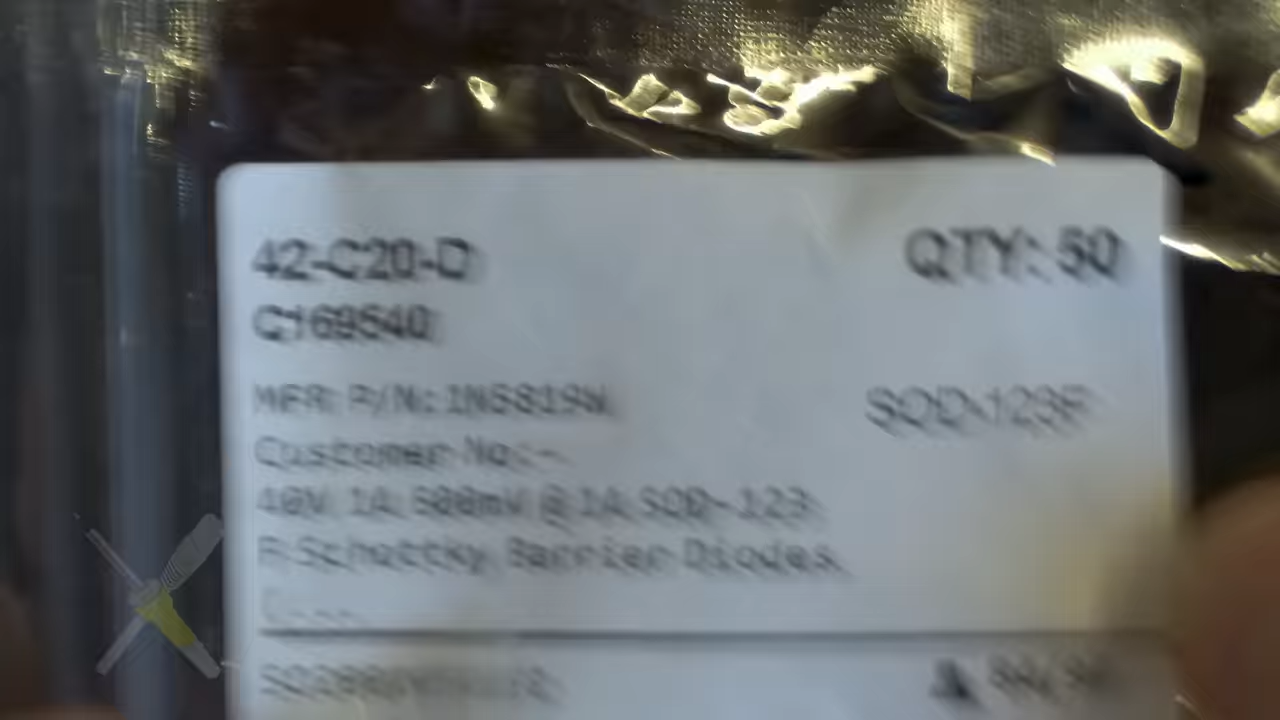 42-C20-D QTY: 50
C169540
MFR P/N: 1N5819W SOD-123F
Customer No: -
40V 1A 600mV @ 1A SOD-123
F Schottky Barrier Diodes